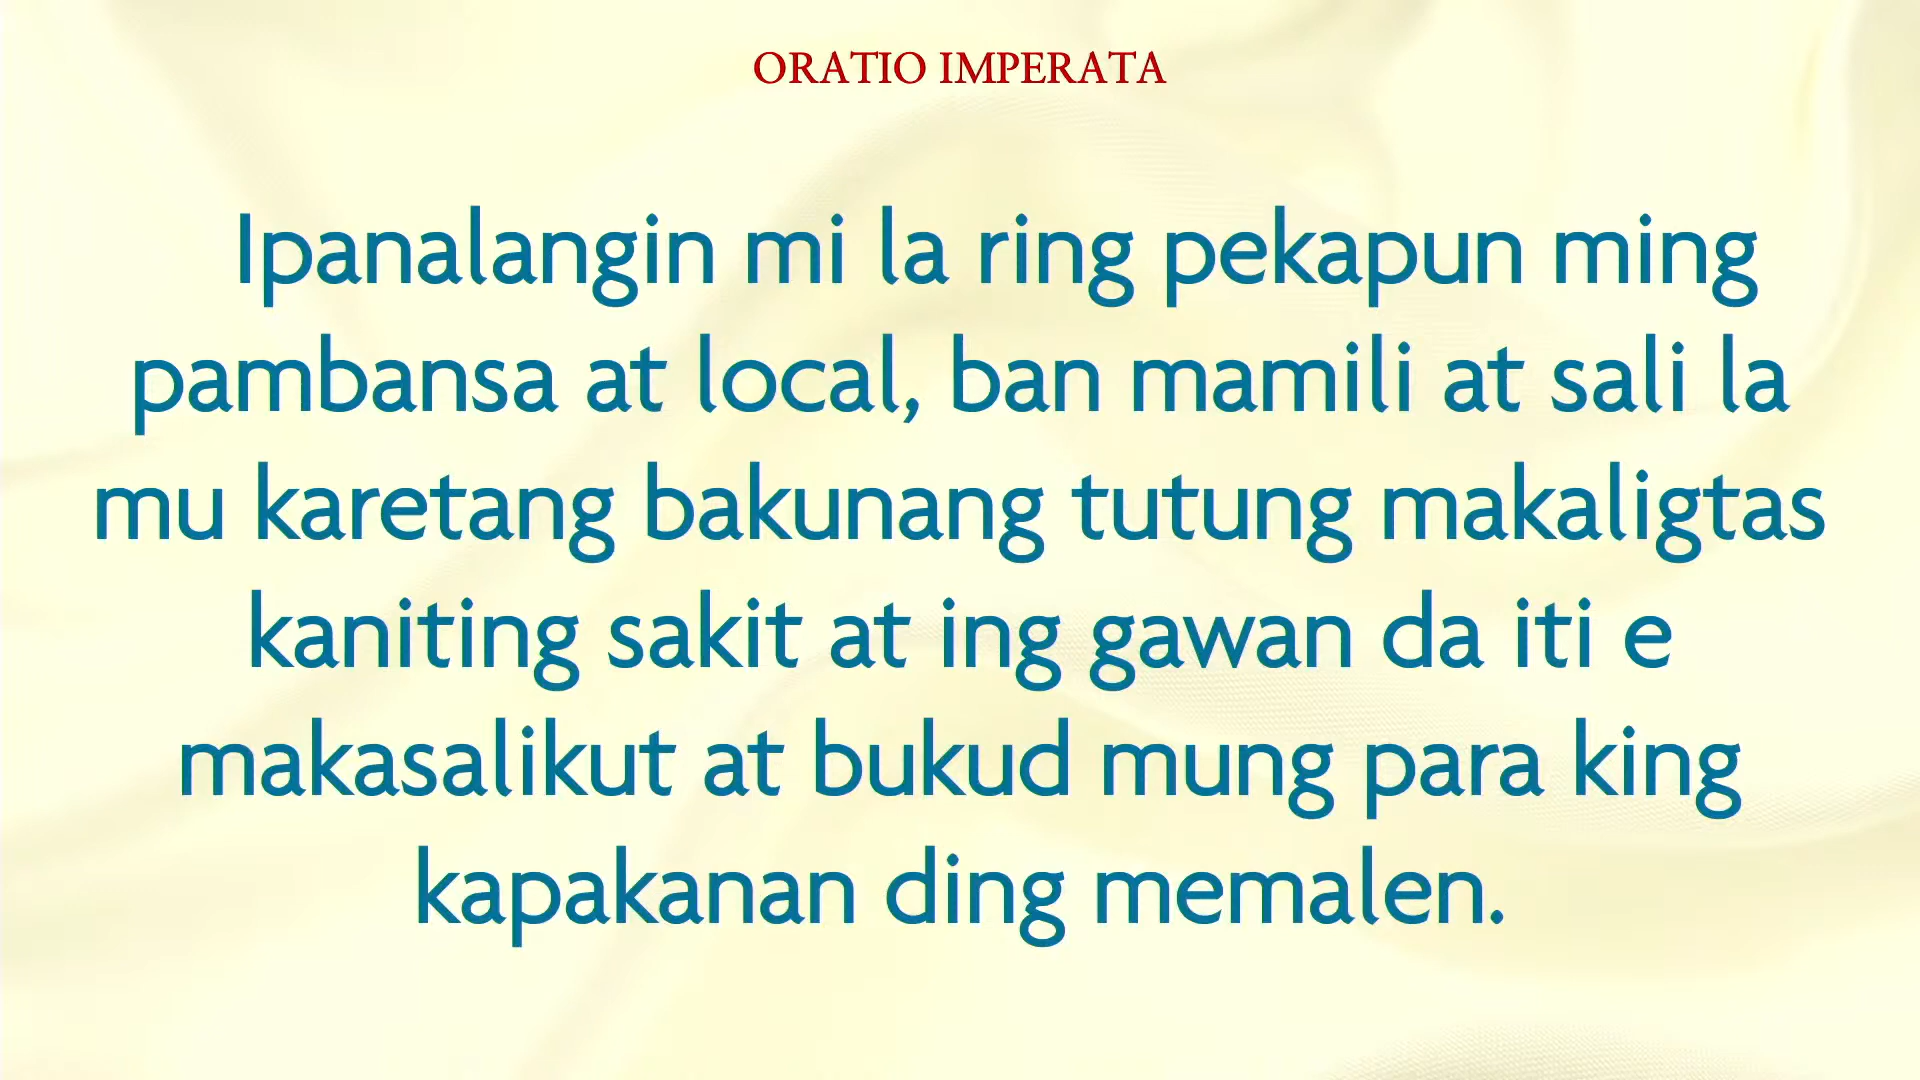 ORATIO IMPERATA
Ipanalangin mi la ring pekapun ming
pambansa at local, ban mamili at sali la
mu karetang bakunang tutung makaligtas
kaniting sakit at ing gawan da iti e
makasalikut at bukud mung para king
kapakanan ding memalen.